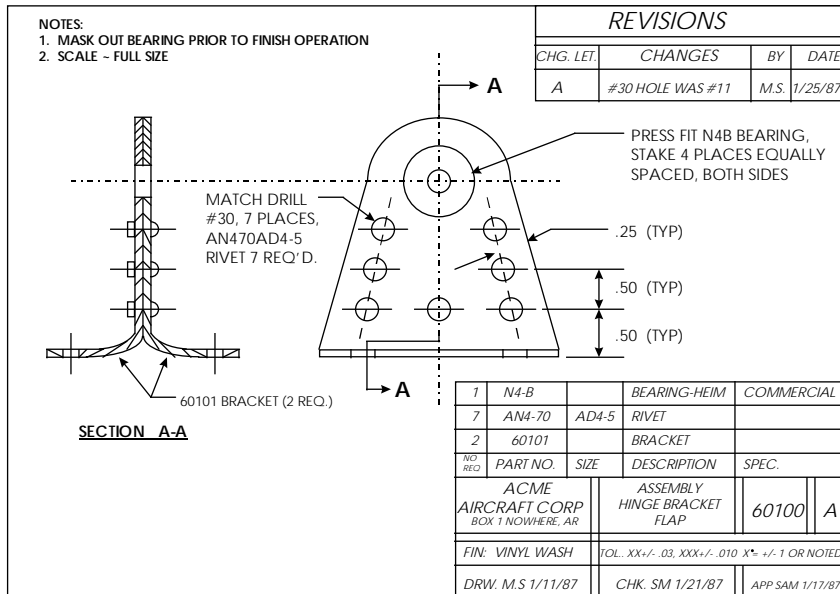 NOTES:
1. MASK OUT BEARING PRIOR TO FINISH OPERATION
2. SCALE ~ FULL SIZE
REVISIONS
CHG. LET. CHANGES BY DATE
A #30 HOLE WAS #11 M.S. 1/25/87
A
PRESS FIT N4B BEARING,
STAKE 4 PLACES EQUALLY
SPACED, BOTH SIDES
MATCH DRILL
#30, 7 PLACES,
AN470AD4-5
RIVET 7 REQ'D.
.25 (TYP)
.50 (TYP)
.50 (TYP)
A
60101 BRACKET (2 REQ.)
SECTION A-A
1 N4-B BEARING-HEIM COMMERCIAL
7 AN4-70 AD4-5 RIVET
2 60101 BRACKET
NO REQ PART NO. SIZE DESCRIPTION SPEC.
ACME
AIRCRAFT CORP
BOX 1 NOWHERE, AR
ASSEMBLY
HINGE BRACKET
FLAP
60100 A
FIN: VINYL WASH TOL.. XX+/- .03, XXX+/- .010 X°= +/- 1 OR NOTED
DRW. M.S 1/11/87 CHK. SM 1/21/87 APP SAM 1/17/87